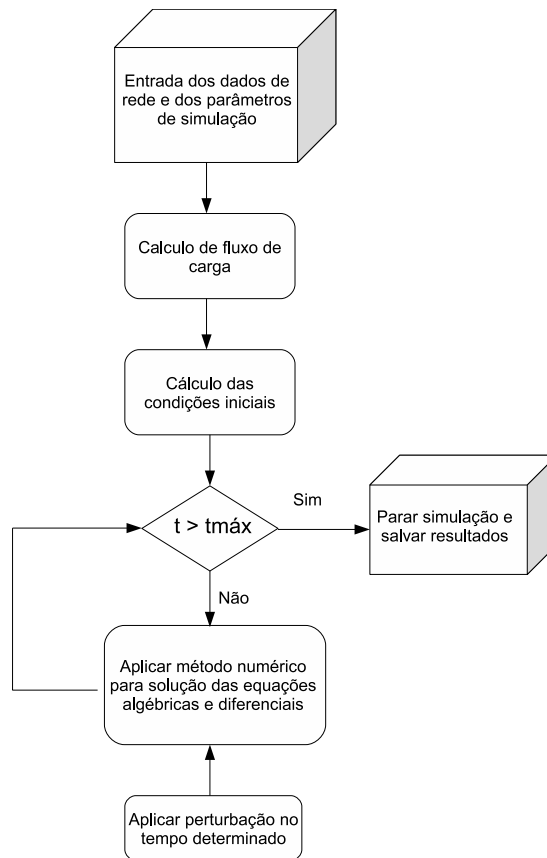 Entrada dos dados de
rede e dos parâmetros
de simulação
Calculo de fluxo de
carga
Cálculo das
condições iniciais
t > tmáx
Sim
Parar simulação e
salvar resultados
Não
Aplicar método numérico
para solução das equações
algébricas e diferenciais
Aplicar perturbação no
tempo determinado